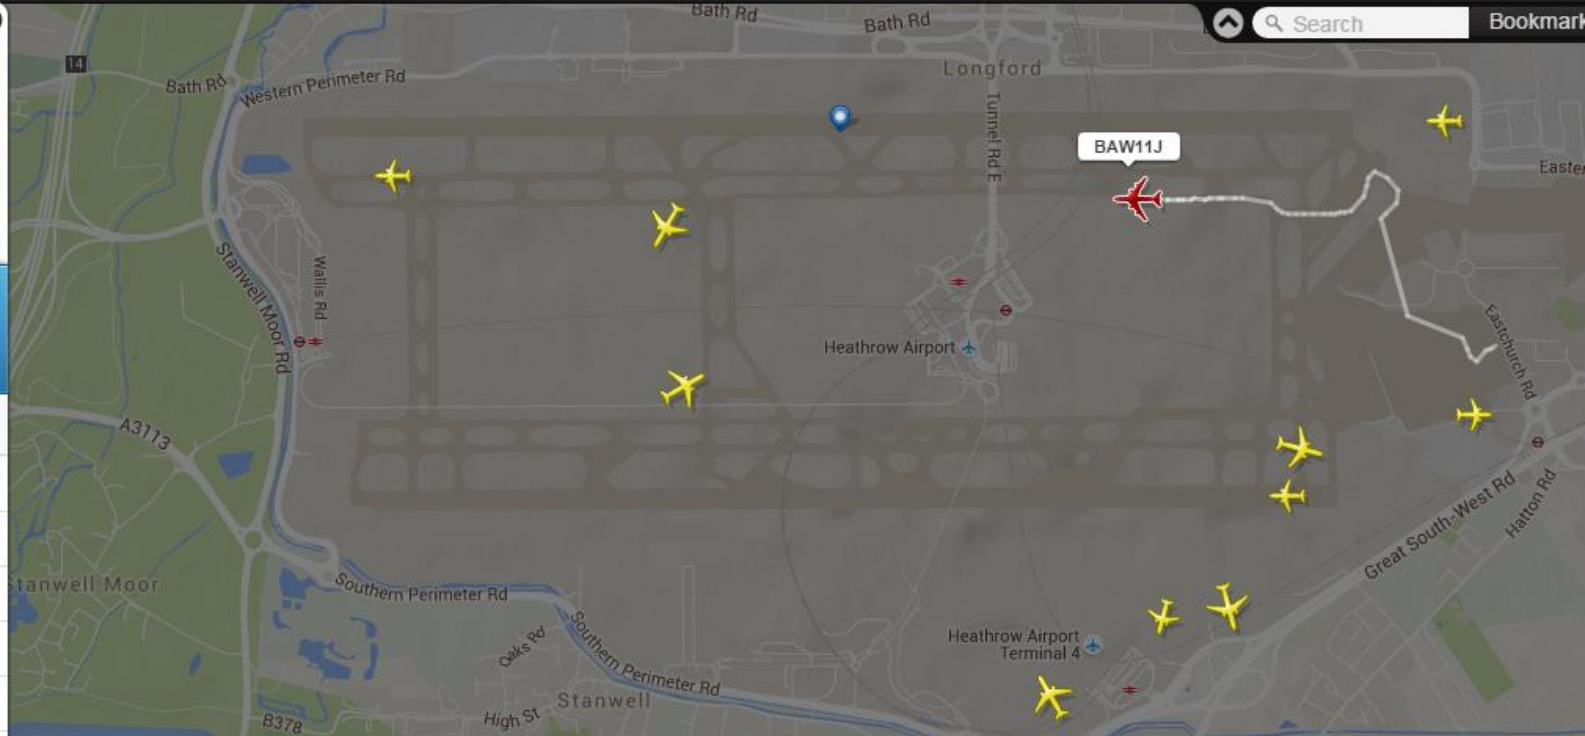 Bath Rd
Bath Rd
Search
Bookmark
14
Bath Rd
Western Perimeter Rd
Longford
Tunnel Rd E
BAW11J
Easter
Stanwell Moor Rd
Wallis Rd
Heathrow Airport
Eastchurch Rd
A3113
Great South-West Rd
Hatton Rd
Stanwell Moor
Southern Perimeter Rd
Oaks Rd
Southern Perimeter Rd
Heathrow Airport
Terminal 4
Stanwell
High St
B378